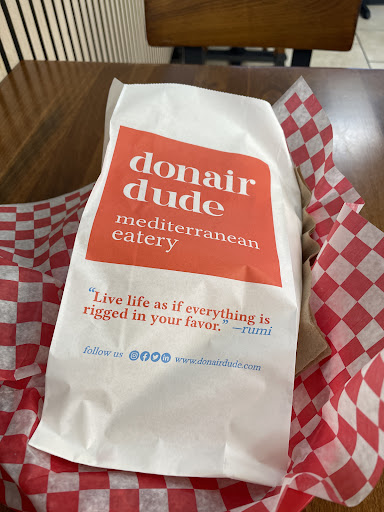 donair
dude
mediterranean
eatery
“Live life as if everything is
rigged in your favor.” –rumi
follow us www.donairdude.com